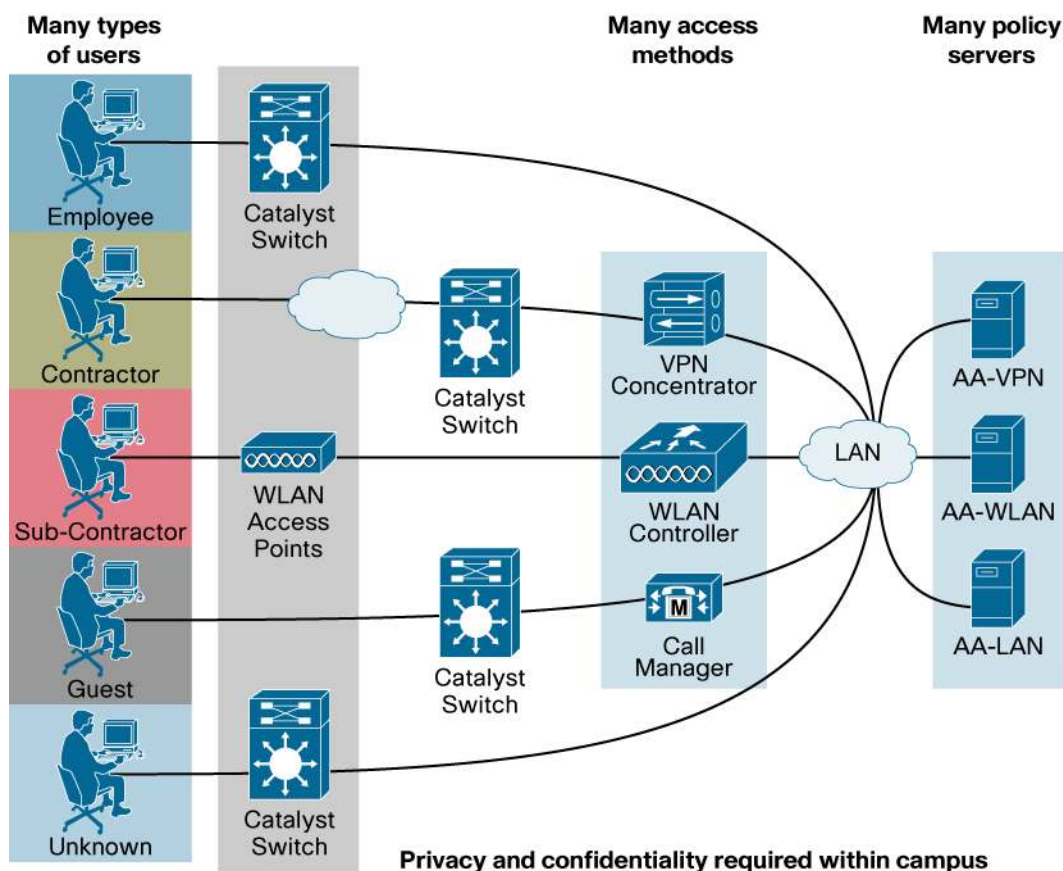 Many types
of users
Many access
methods
Many policy
servers
Employee
Catalyst
Switch
Contractor
Catalyst
Switch
VPN
Concentrator
AA-VPN
Sub-Contractor
WLAN
Access
Points
WLAN
Controller
LAN
AA-WLAN
Guest
Catalyst
Switch
M
Call
Manager
AA-LAN
Unknown
Catalyst
Switch
Privacy and confidentiality required within campus